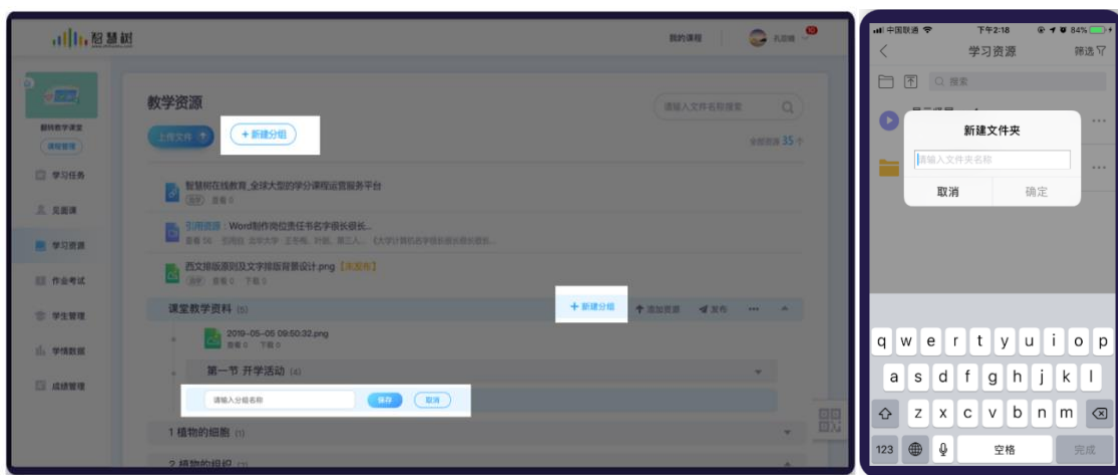 智慧树
我的课程
教学资源
请输入文件名称搜索
上传文件 ?
+ 新建分组
全部资源 35 个
翻转教学课堂
课程管理
学习任务
见面课
学习资源
作业考试
学生管理
学情数据
成绩管理
智慧树在线教育_全球大型的学分课程运营服务平台
查看 0
引用资源：Word制作岗位责任书名字很长很长...
西文排版原则及文字排版背景设计.png【未发布】
查看 0 下载 0
课堂教学资料 (5)
+ 新建分组
添加资源
发布
2019-05-05 09:50:32.png
查看 0 下载 0
第一节 开学活动 (4)
请输入分组名称
保存
取消
1 植物的细胞 (1)
2 植物的组织
中国联通
下午2:18
84%
学习资源
筛选
搜索
新建文件夹
请输入文件夹名称
取消
确定
q w e r t y u i o p
a s d f g h j k l
z x c v b n m
123
空格
完成